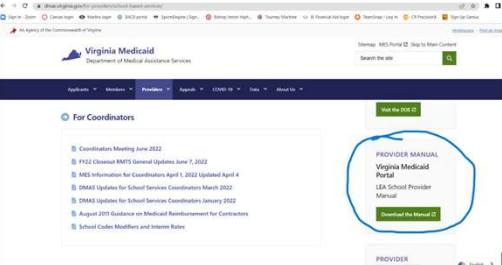 dmas.virginia.gov/for-providers/school-based-services/
Sign In - Zoom
Canvas login
Wartins login
BACB portal
Bishop Ireton High...
Tourney Machine
AI Financial Aid login
TeamSnap | Log In
CR Precisword
Sign Up Genius
An Agency of the Commonwealth of Virginia
Virginia Medicaid
Department of Medical Assistance Services
Sitemap MES Portal Skip to Main Content
Search the site
Applicants Members Providers Appeals COVID-19 Data About Us
For Coordinators
Coordinators Meeting June 2022
FY22 Closeout RMTS General Updates June 7, 2022
MES Information for Coordinators April 1, 2022 Updated April 4
DMAS Updates for School Services Coordinators March 2022
DMAS Updates for School Services Coordinators January 2022
August 2011 Guidance on Medicaid Reimbursement for Contractors
School Codes Modifiers and Interim Rates
Visit the DOE
PROVIDER MANUAL
Virginia Medicaid
Portal
LEA School Provider
Manual
Download the Manual
PROVIDER
English